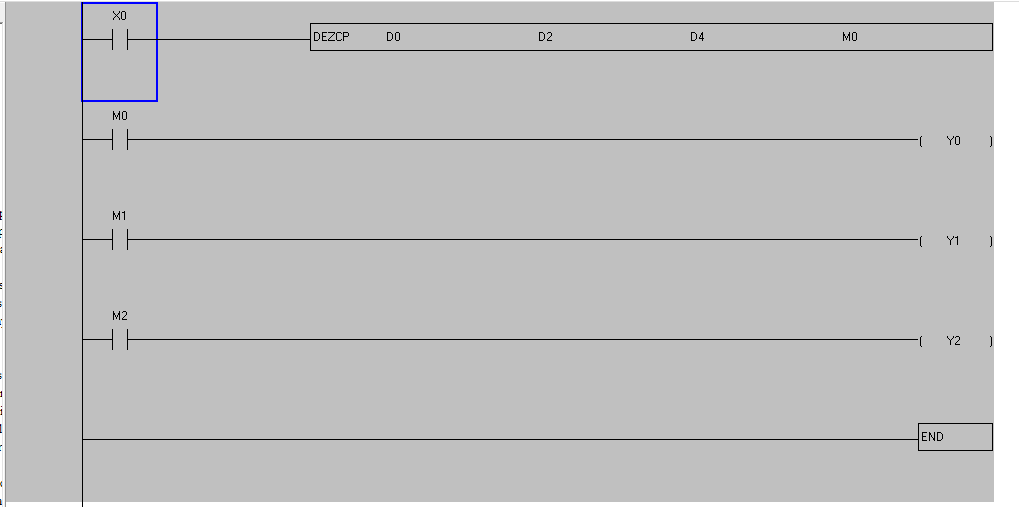 X0
DEZCP D0 D2 D4 M0
M0
( Y0 )
M1
( Y1 )
M2
( Y2 )
END